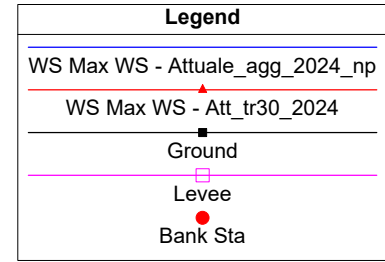 Legend
WS Max WS - Attuale_agg_2024_np
WS Max WS - Att_tr30_2024
Ground
Levee
Bank Sta